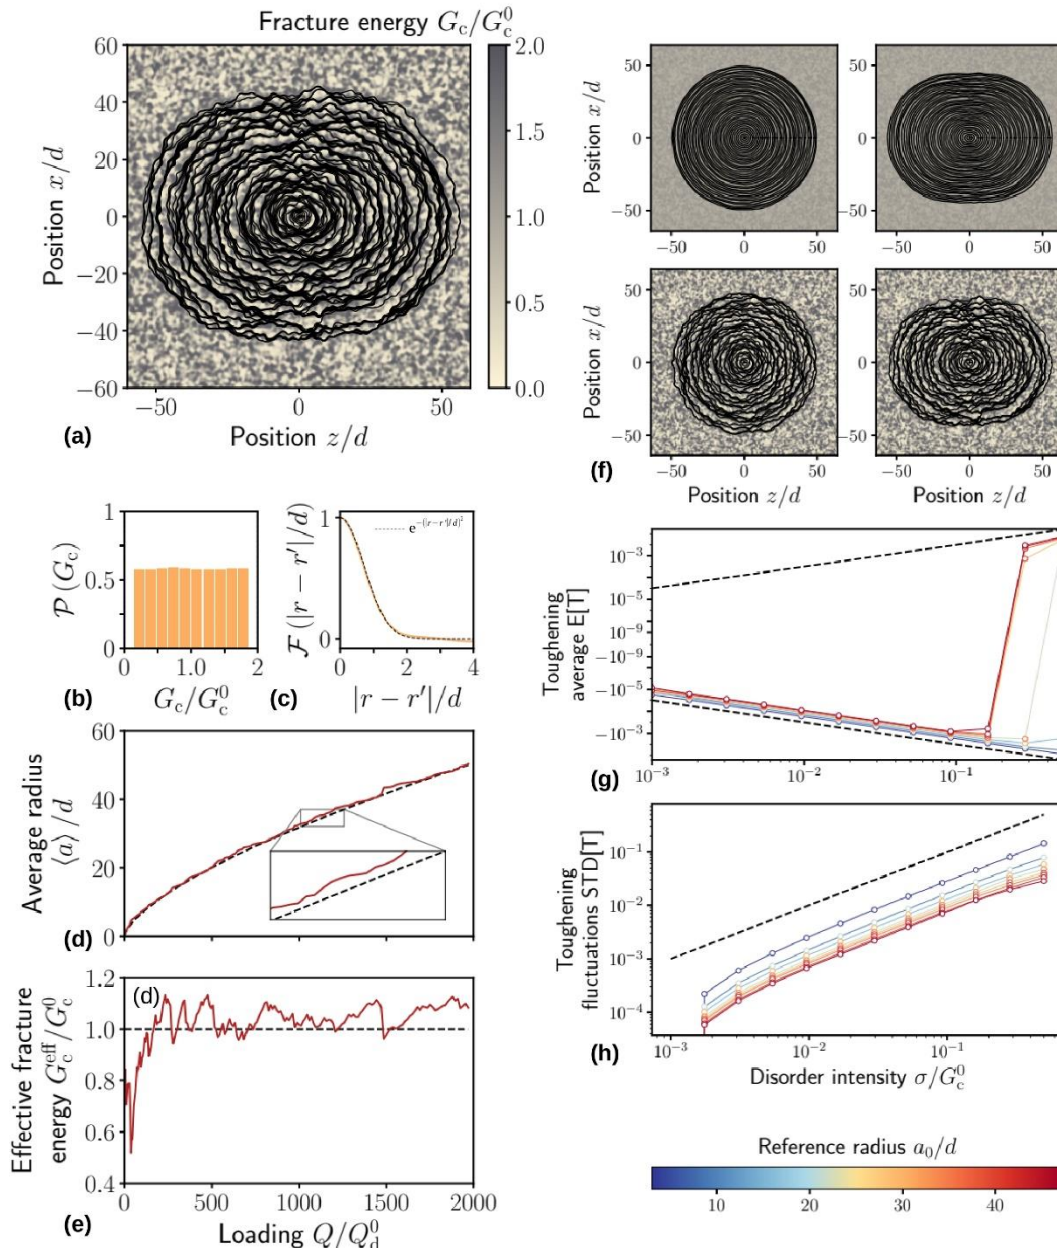 Fracture energy G_c/G_c^0
60
40
20
0
−20
−40
−60
Position x/d
−50
0
50
Position z/d
2.0
1.5
1.0
0.5
0.0
(a)
50
0
−50
Position x/d
−50 0 50
50
0
−50
−50 0 50
50
0
−50
Position x/d
−50 0 50
Position z/d
50
0
−50
−50 0 50
Position z/d
(f)
1
0.5
0
P (G_c)
0 1.0 2
G_c/G_c^0
(b)
1
0
F (|r − r′|/d)
e^{−(|r−r′|/d)^2}
0 2 4
|r − r′|/d
(c)
60
40
20
0
Average radius
⟨a⟩/d
0 500 1000 1500 2000
(d)
1.2
1.0
0.8
0.6
0.4
(d)
Effective fracture
energy G_c^eff/G_c^0
0 500 1000 1500 2000
Loading Q/Q_d^0
(e)
10^{−3}
10^{−5}
10^{−9}
−10^{−9}
−10^{−5}
−10^{−3}
Toughening
average E[T]
10^{−3} 10^{−2} 10^{−1}
(g)
10^{−1}
10^{−2}
10^{−3}
10^{−4}
Toughening
fluctuations STD[T]
10^{−3} 10^{−2} 10^{−1}
Disorder intensity σ/G_c^0
(h)
Reference radius a_0/d
10 20 30 40